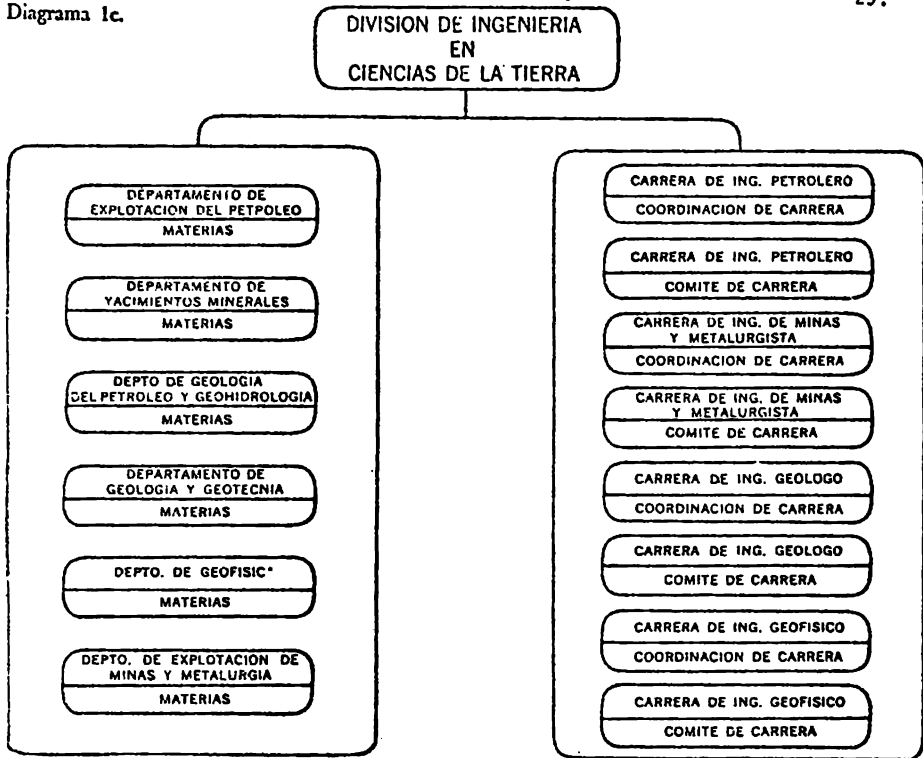 Diagrama 1c.
29.
DIVISION DE INGENIERIA
EN
CIENCIAS DE LA TIERRA
DEPARTAMENTO DE
EXPLOTACION DEL PETPOLEO
MATERIAS
DEPARTAMENTO DE
YACIMIENTOS MINERALES
MATERIAS
DEPTO DE GEOLOGIA
DEL PETROLEO Y GEOHIDROLOGIA
MATERIAS
DEPARTAMENTO DE
GEOLOGIA Y GEOTECNIA
MATERIAS
DEPTO. DE GEOFISIC*
MATERIAS
DEPTO. DE EXPLOTACION DE
MINAS Y METALURGIA
MATERIAS
CARRERA DE ING. PETROLERO
COORDINACION DE CARRERA
CARRERA DE ING. PETROLERO
COMITE DE CARRERA
CARRERA DE ING. DE MINAS
Y METALURGISTA
COORDINACION DE CARRERA
CARRERA DE ING. DE MINAS
Y METALURGISTA
COMITE DE CARRERA
CARRERA DE ING. GEOLOGO
COORDINACION DE CARRERA
CARRERA DE ING. GEOLOGO
COMITE DE CARRERA
CARRERA DE ING. GEOFISICO
COORDINACION DE CARRERA
CARRERA DE ING. GEOFISICO
COMITE DE CARRERA